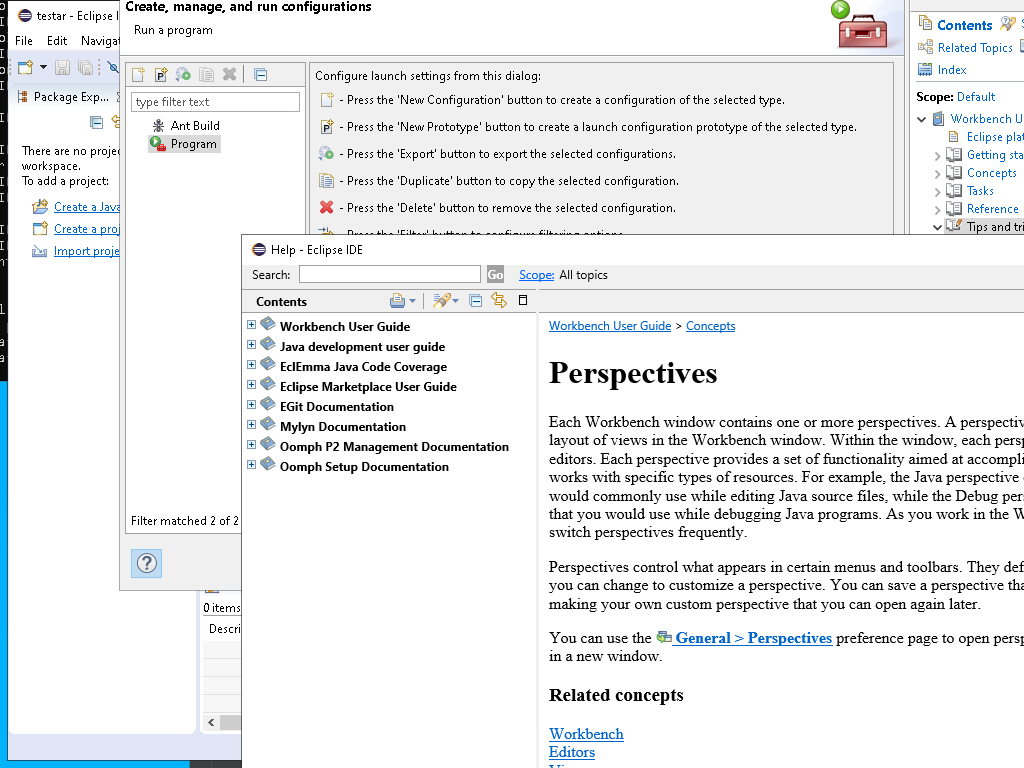 testar - Eclipse I
File Edit Navigat
Package Exp...
There are no projec
workspace.
To add a project:
Create a Java
Create a proj
Import proje
0 items
Descri
Create, manage, and run configurations
Run a program
type filter text
Ant Build
Program
Filter matched 2 of 2
Configure launch settings from this dialog:
- Press the 'New Configuration' button to create a configuration of the selected type.
- Press the 'New Prototype' button to create a launch configuration prototype of the selected type.
- Press the 'Export' button to export the selected configurations.
- Press the 'Duplicate' button to copy the selected configuration.
- Press the 'Delete' button to remove the selected configuration.
- Press the 'Filter' button to configure filtering options.
Contents
Related Topics
Index
Scope: Default
Workbench U
Eclipse plat
Getting sta
Concepts
Tasks
Reference
Tips and tri
Help - Eclipse IDE
Search: Go Scope: All topics
Contents
Workbench User Guide
Java development user guide
EclEmma Java Code Coverage
Eclipse Marketplace User Guide
EGit Documentation
Mylyn Documentation
Oomph P2 Management Documentation
Oomph Setup Documentation
Workbench User Guide > Concepts
Perspectives
Each Workbench window contains one or more perspectives. A perspectiv
layout of views in the Workbench window. Within the window, each persp
editors. Each perspective provides a set of functionality aimed at accompli
works with specific types of resources. For example, the Java perspective
would commonly use while editing Java source files, while the Debug pers
that you would use while debugging Java programs. As you work in the W
switch perspectives frequently.
Perspectives control what appears in certain menus and toolbars. They def
you can change to customize a perspective. You can save a perspective tha
making your own custom perspective that you can open again later.
You can use the General > Perspectives preference page to open persp
in a new window.
Related concepts
Workbench
Editors